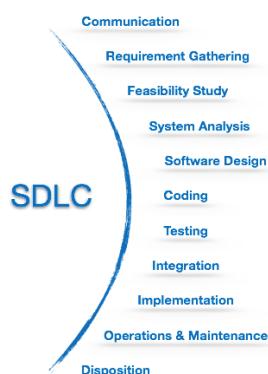 Communication
Requirement Gathering
Feasibility Study
System Analysis
Software Design
SDLC
Coding
Testing
Integration
Implementation
Operations & Maintenance
Disposition